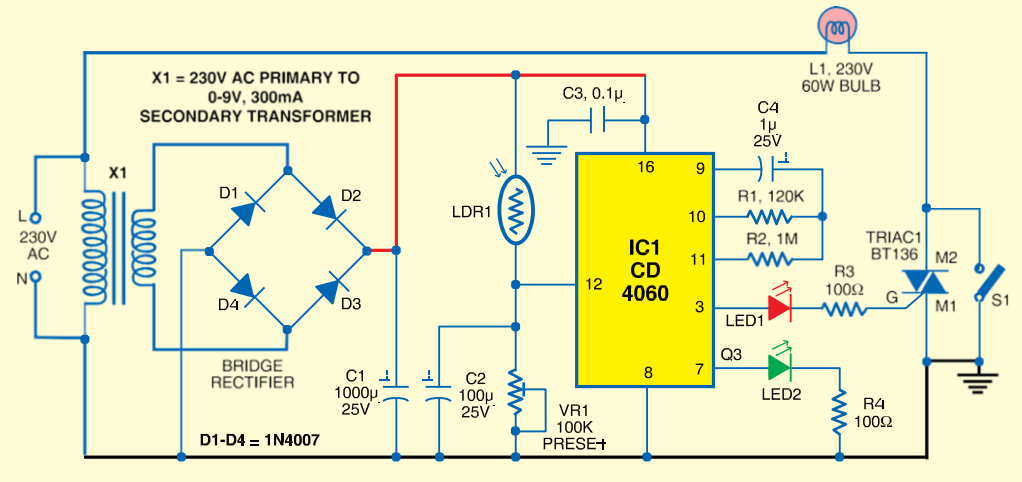 L1, 230V
60W BULB
X1 = 230V AC PRIMARY TO
0-9V, 300mA
SECONDARY TRANSFORMER
C3, 0.1µ
C4
1µ
25V
X1
L
230V
AC
N
D1
D2
D4
D3
LDR1
16
9
10
11
12
3
7
8
IC1
CD
4060
R1, 120K
R2, 1M
TRIAC1
BT136
M2
M1
G
S1
R3
100Ω
LED1
Q3
LED2
R4
100Ω
BRIDGE
RECTIFIER
C1
1000µ
25V
C2
100µ
25V
VR1
100K
PRESET
D1-D4 = 1N4007